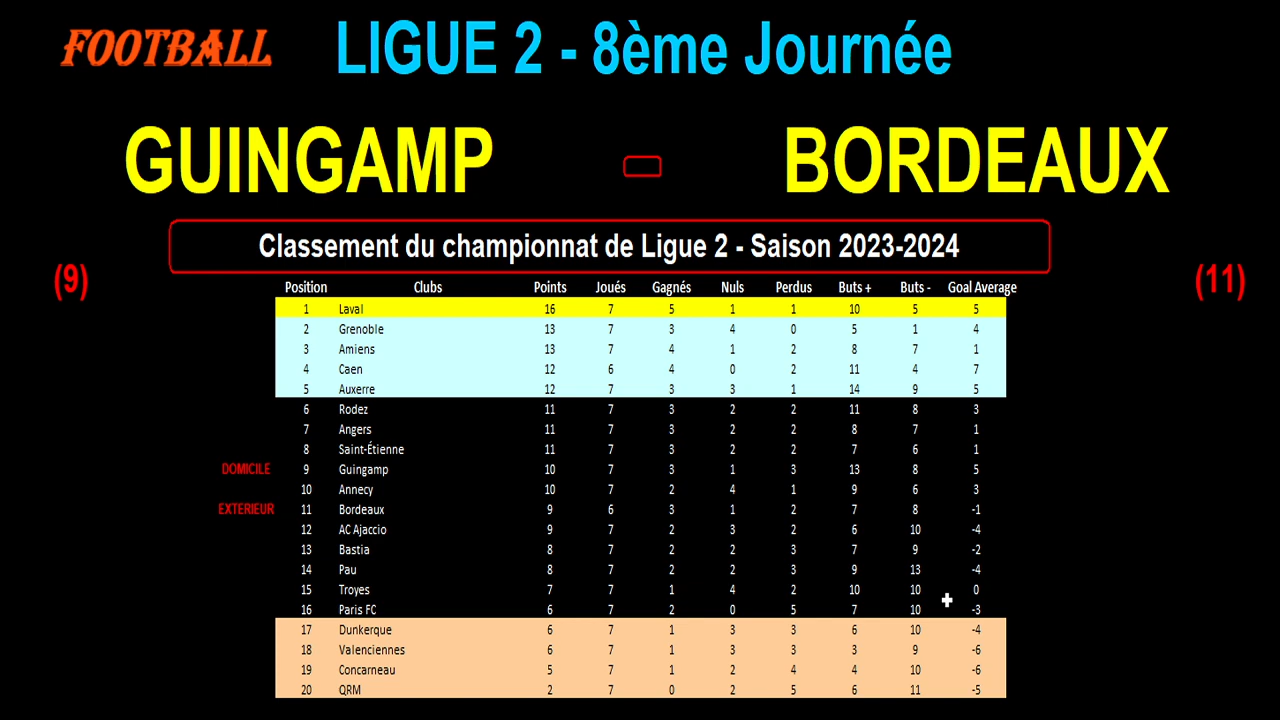 FOOTBALL
LIGUE 2 - 8ème Journée
GUINGAMP - BORDEAUX
Classement du championnat de Ligue 2 - Saison 2023-2024
(9)
(11)
Position Clubs Points Joués Gagnés Nuls Perdus Buts + Buts - Goal Average
1 Laval 16 7 5 1 1 10 5 5
2 Grenoble 13 7 3 4 0 5 1 4
3 Amiens 13 7 4 1 2 8 7 1
4 Caen 12 6 4 0 2 11 4 7
5 Auxerre 12 7 3 3 1 14 9 5
6 Rodez 11 7 3 2 2 11 8 3
7 Angers 11 7 3 2 2 8 7 1
8 Saint-Étienne 11 7 3 2 2 7 6 1
DOMICILE 9 Guingamp 10 7 3 1 3 13 8 5
10 Annecy 10 7 2 4 1 9 6 3
EXTERIEUR 11 Bordeaux 9 6 3 1 2 7 8 -1
12 AC Ajaccio 9 7 2 3 2 6 10 -4
13 Bastia 8 7 2 2 3 7 9 -2
14 Pau 8 7 2 2 3 9 13 -4
15 Troyes 7 7 1 4 2 10 10 0
16 Paris FC 6 7 2 0 5 7 10 -3
17 Dunkerque 6 7 1 3 3 6 10 -4
18 Valenciennes 6 7 1 3 3 3 9 -6
19 Concarneau 5 7 1 2 4 4 10 -6
20 QRM 2 7 0 2 5 6 11 -5